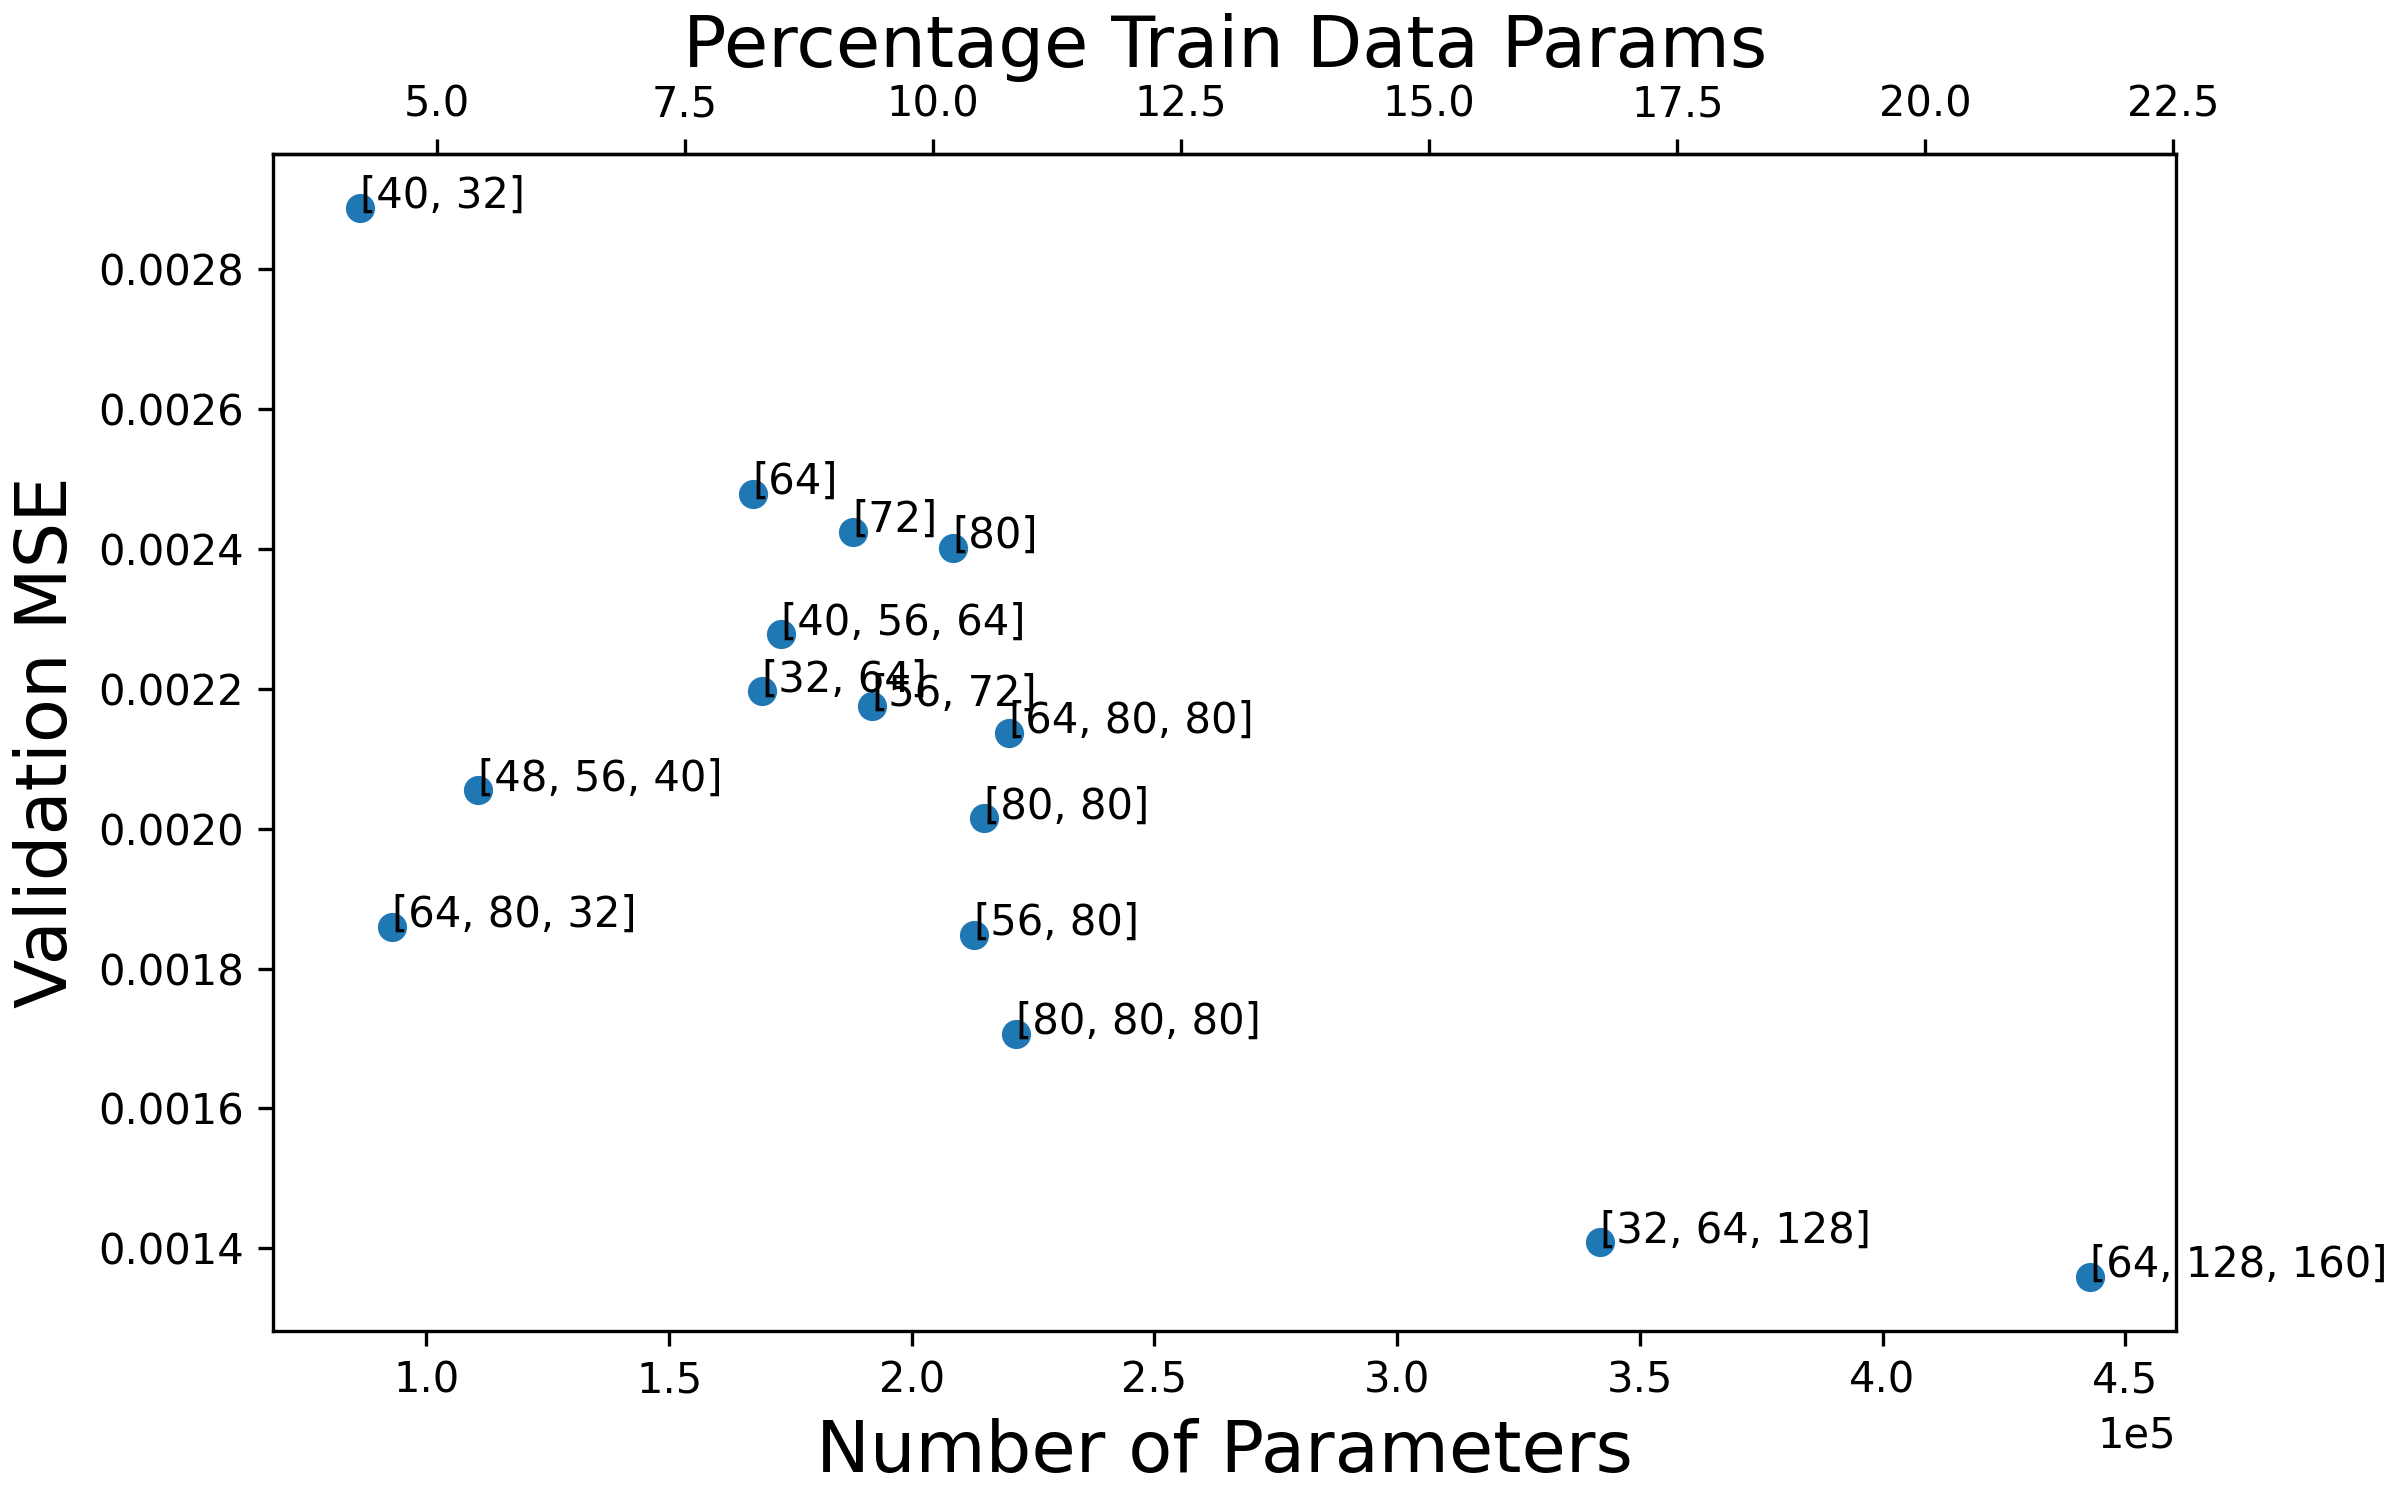 Percentage Train Data Params
5.0 7.5 10.0 12.5 15.0 17.5 20.0 22.5
[40, 32]
0.0028
0.0026
[64]
[72]
[80]
0.0024
[40, 56, 64]
[32, 64]
[56, 72]
0.0022
[64, 80, 80]
[48, 56, 40]
[80, 80]
0.0020
[64, 80, 32]
[56, 80]
0.0018
[80, 80, 80]
0.0016
[32, 64, 128]
0.0014
[64, 128, 160]
Validation MSE
1.0 1.5 2.0 2.5 3.0 3.5 4.0 4.5
1e5
Number of Parameters